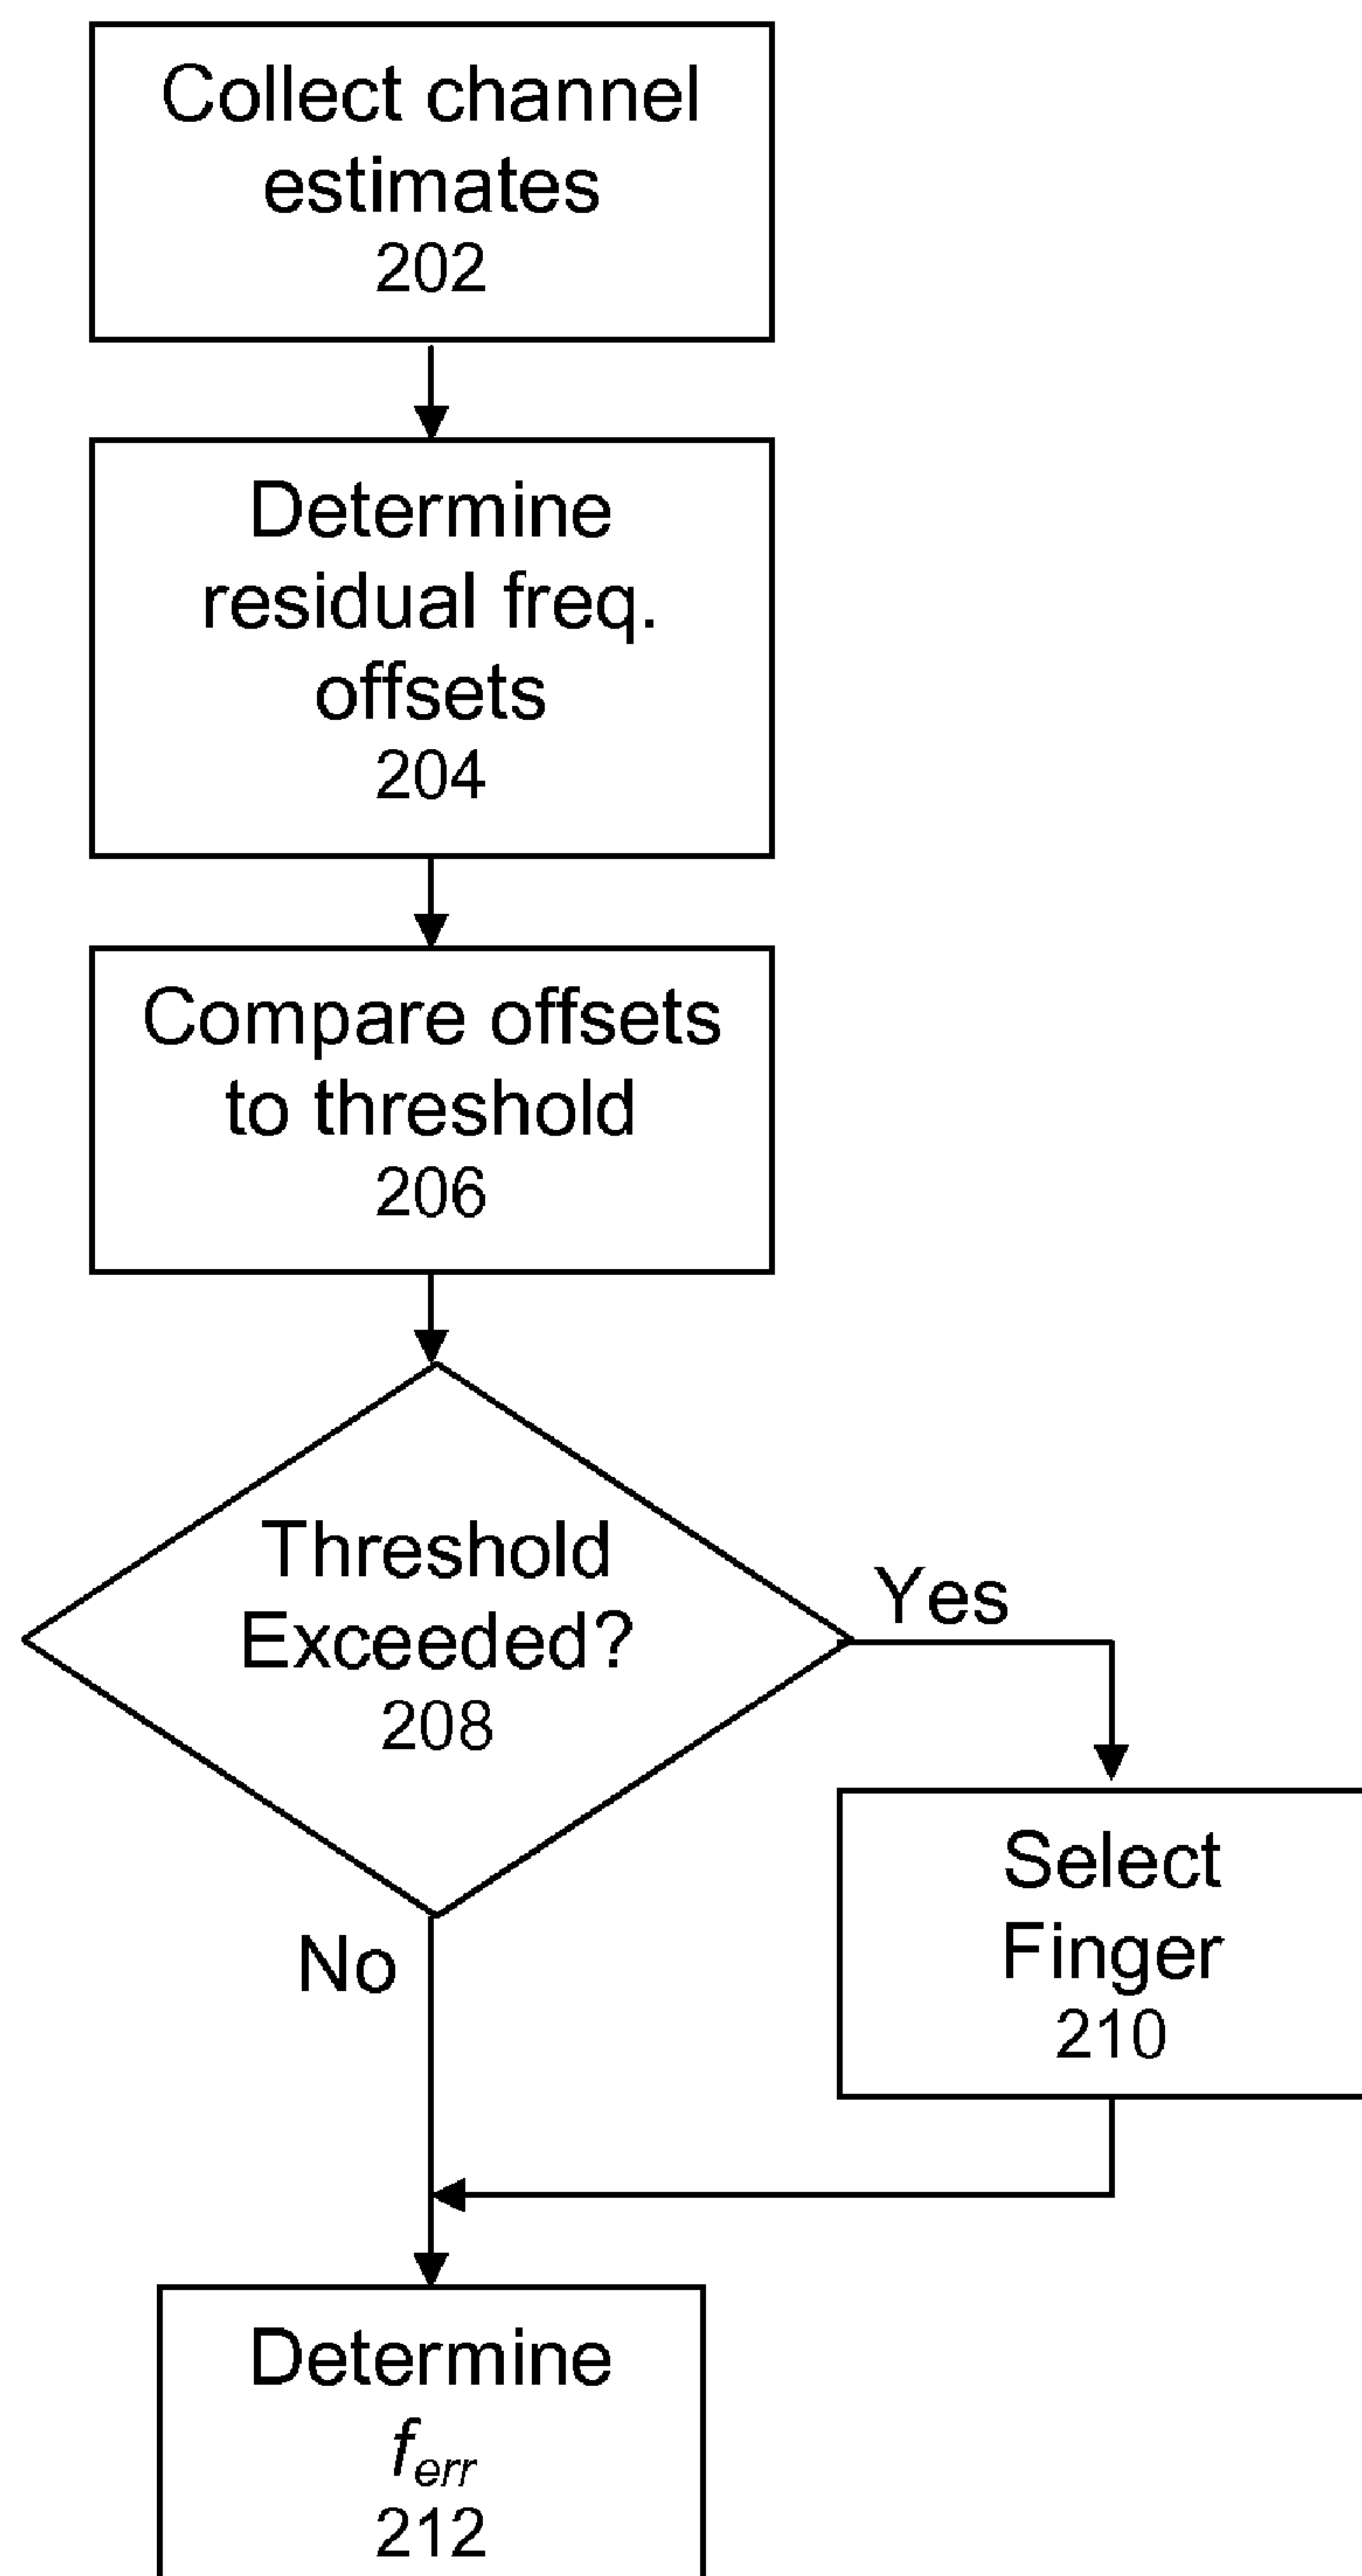 Collect channel
estimates
202
Determine
residual freq.
offsets
204
Compare offsets
to threshold
206
Threshold
Exceeded?
208
Yes
No
Select
Finger
210
Determine
f_err
212